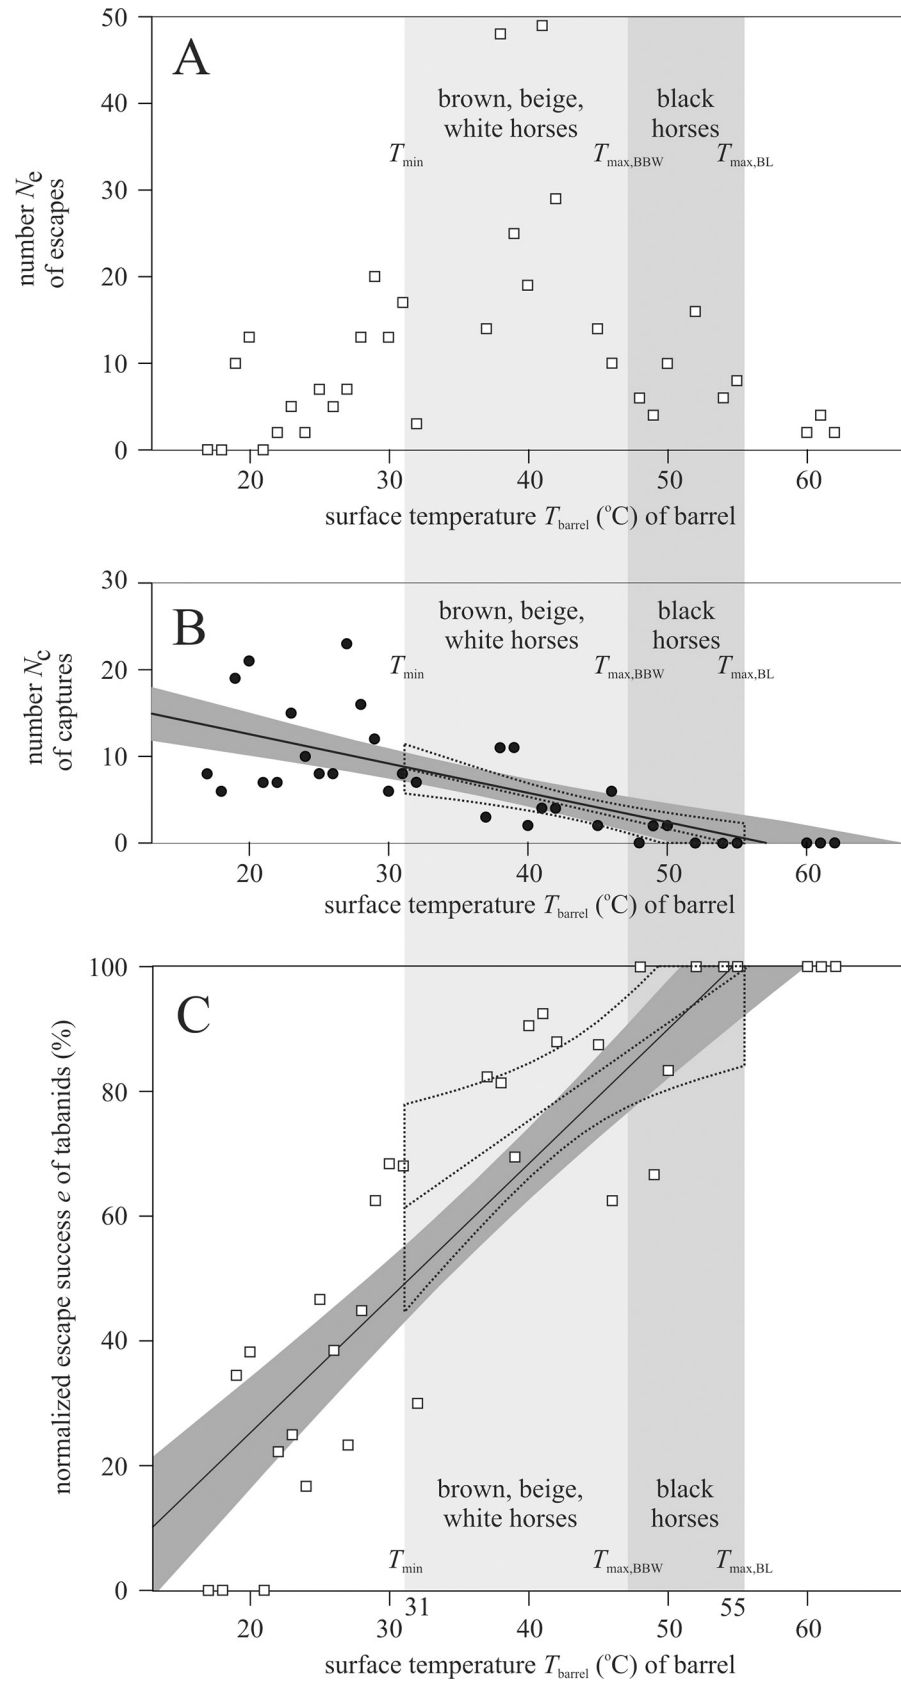 A
50
40
30
20
10
0
number Ne
of escapes
brown, beige,
white horses
black
horses
Tmin
Tmax,BBW
Tmax,BL
20 30 40 50 60
surface temperature Tbarrel (°C) of barrel
B
30
20
10
0
number Nc
of captures
brown, beige,
white horses
black
horses
Tmin
Tmax,BBW
Tmax,BL
20 30 40 50 60
surface temperature Tbarrel (°C) of barrel
C
100
80
60
40
20
0
normalized escape success e of tabanids (%)
brown, beige,
white horses
black
horses
Tmin
Tmax,BBW
Tmax,BL
31 55
20 30 40 50 60
surface temperature Tbarrel (°C) of barrel